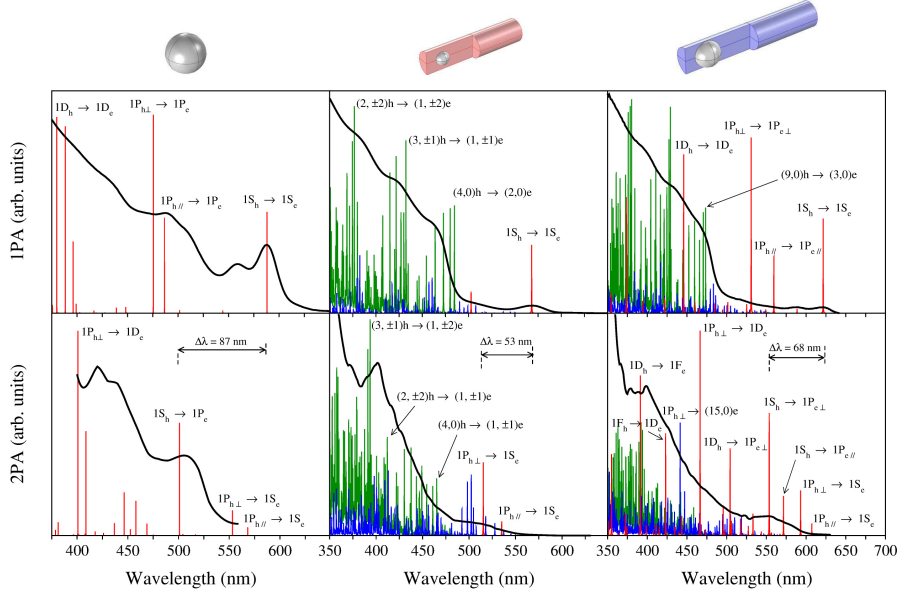 1PA (arb. units)
1D_h → 1D_e
1P_h⊥ → 1P_e
1P_h// → 1P_e
1S_h → 1S_e
(2, ±2)h → (1, ±2)e
(3, ±1)h → (1, ±1)e
(4,0)h → (2,0)e
1S_h → 1S_e
1P_h⊥ → 1P_e⊥
1D_h → 1D_e
(9,0)h → (3,0)e
1S_h → 1S_e
1P_h// → 1P_e//
2PA (arb. units)
1P_h⊥ → 1D_e
Δλ = 87 nm
1S_h → 1P_e
1P_h⊥ → 1S_e
1P_h// → 1S_e
400 450 500 550 600
Wavelength (nm)
(3, ±1)h → (1, ±2)e
Δλ = 53 nm
(2, ±2)h → (1, ±1)e
(4,0)h → (1, ±1)e
1P_h⊥ → 1S_e
1P_h// → 1S_e
350 400 450 500 550 600
Wavelength (nm)
1P_h⊥ → 1D_e
Δλ = 68 nm
1D_h → 1F_e
1S_h → 1P_e⊥
1P_h⊥ → (15,0)e
1F_h → 1D_e
1D_h → 1P_e⊥
1S_h → 1P_e//
1P_h⊥ → 1S_e
1P_h// → 1S_e
350 400 450 500 550 600 650 700
Wavelength (nm)